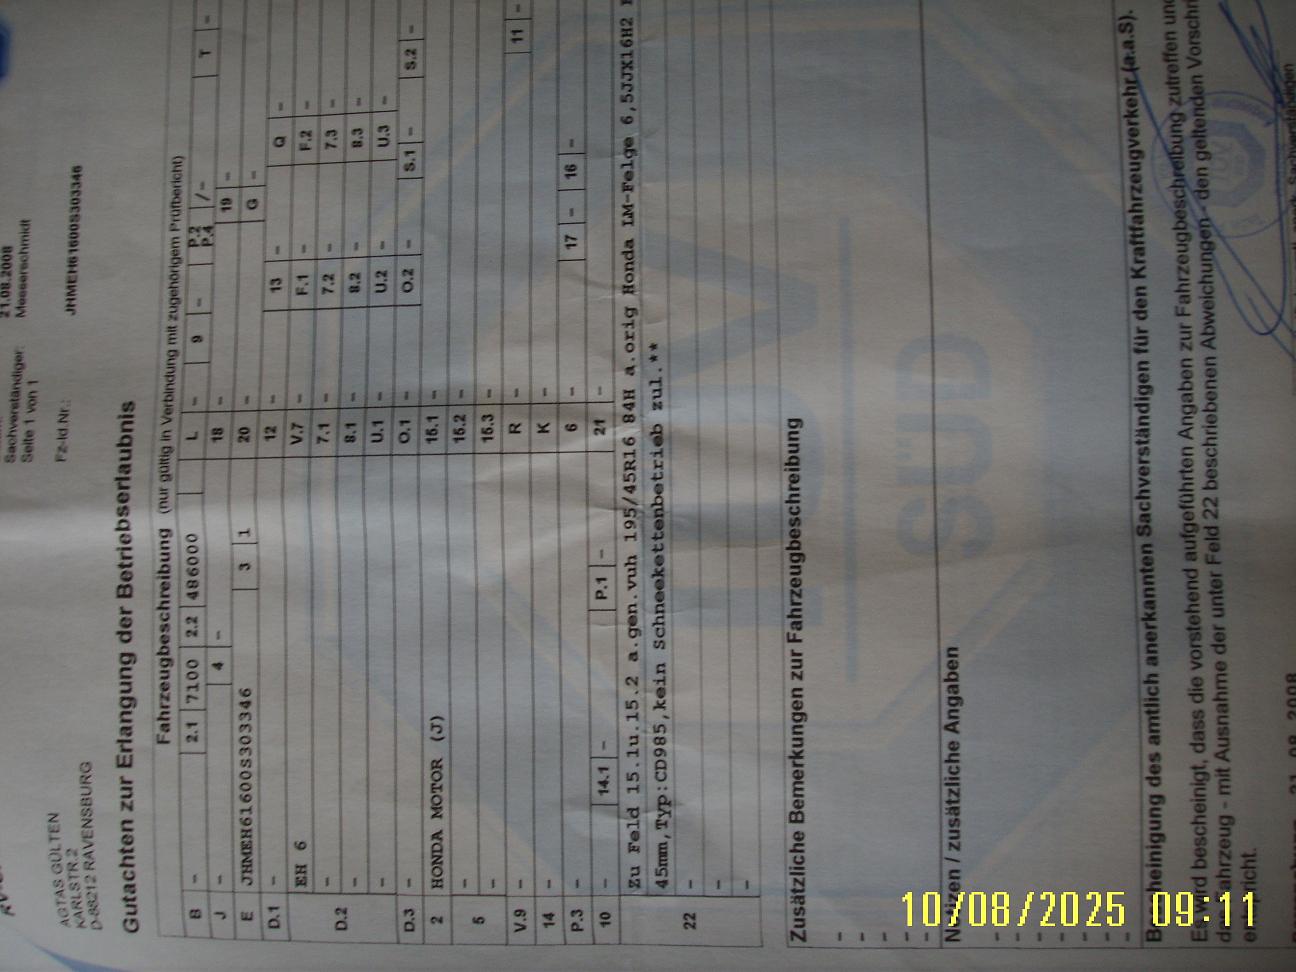 21.08.2008
Sachverständiger: Messerschmidt
Seite 1 von 1
AGTAS GÜLTEN
KARLSTR.2
D-88212 RAVENSBURG
Fz-Id.Nr.: JHMEH61600S303346
Gutachten zur Erlangung der Betriebserlaubnis
Fahrzeugbeschreibung (nur gültig in Verbindung mit zugehörigem Prüfbericht)
B - 2.1 7100 2.2 486000 L - 9 - P.2 P.4 /- T -
J 4 - 18 - 19 -
E JHMEH61600S303346 3 1 20 - G -
D.1 - 12 - 13 - Q -
D.2 EH 6 V.7 - F.1 - F.2 -
- 7.1 - 7.2 - 7.3 -
- 8.1 - 8.2 - 8.3 -
- U.1 - U.2 - U.3 -
D.3 - O.1 - O.2 - S.1 - S.2 -
2 HONDA MOTOR (J) 15.1 -
5 - 15.2 -
- 15.3 -
V.9 - R - 11 -
14 - K -
P.3 - 6 - 17 - 16 -
10 - 14.1 - P.1 - 21 -
22 Zu Feld 15.1u.15.2 a.gen.vuh 195/45R16 84H a.orig Honda LM-Felge 6,5JJX16H2
45mm,Typ:CD985,kein Schneekettenbetrieb zul.**
-
-
-
Zusätzliche Bemerkungen zur Fahrzeugbeschreibung
-
-
-
-
Notizen / zusätzliche Angaben
-
-
-
-
-
-
Bescheinigung des amtlich anerkannten Sachverständigen für den Kraftfahrzeugverkehr (a.a.S).
Es wird bescheinigt, dass die vorstehend aufgeführten Angaben zur Fahrzeugbeschreibung zutreffen und
das Fahrzeug - mit Ausnahme der unter Feld 22 beschriebenen Abweichungen - den geltenden
entspricht.
21.08.2008
Sachverständigen
TÜV
SÜD
10/08/2025 09:11